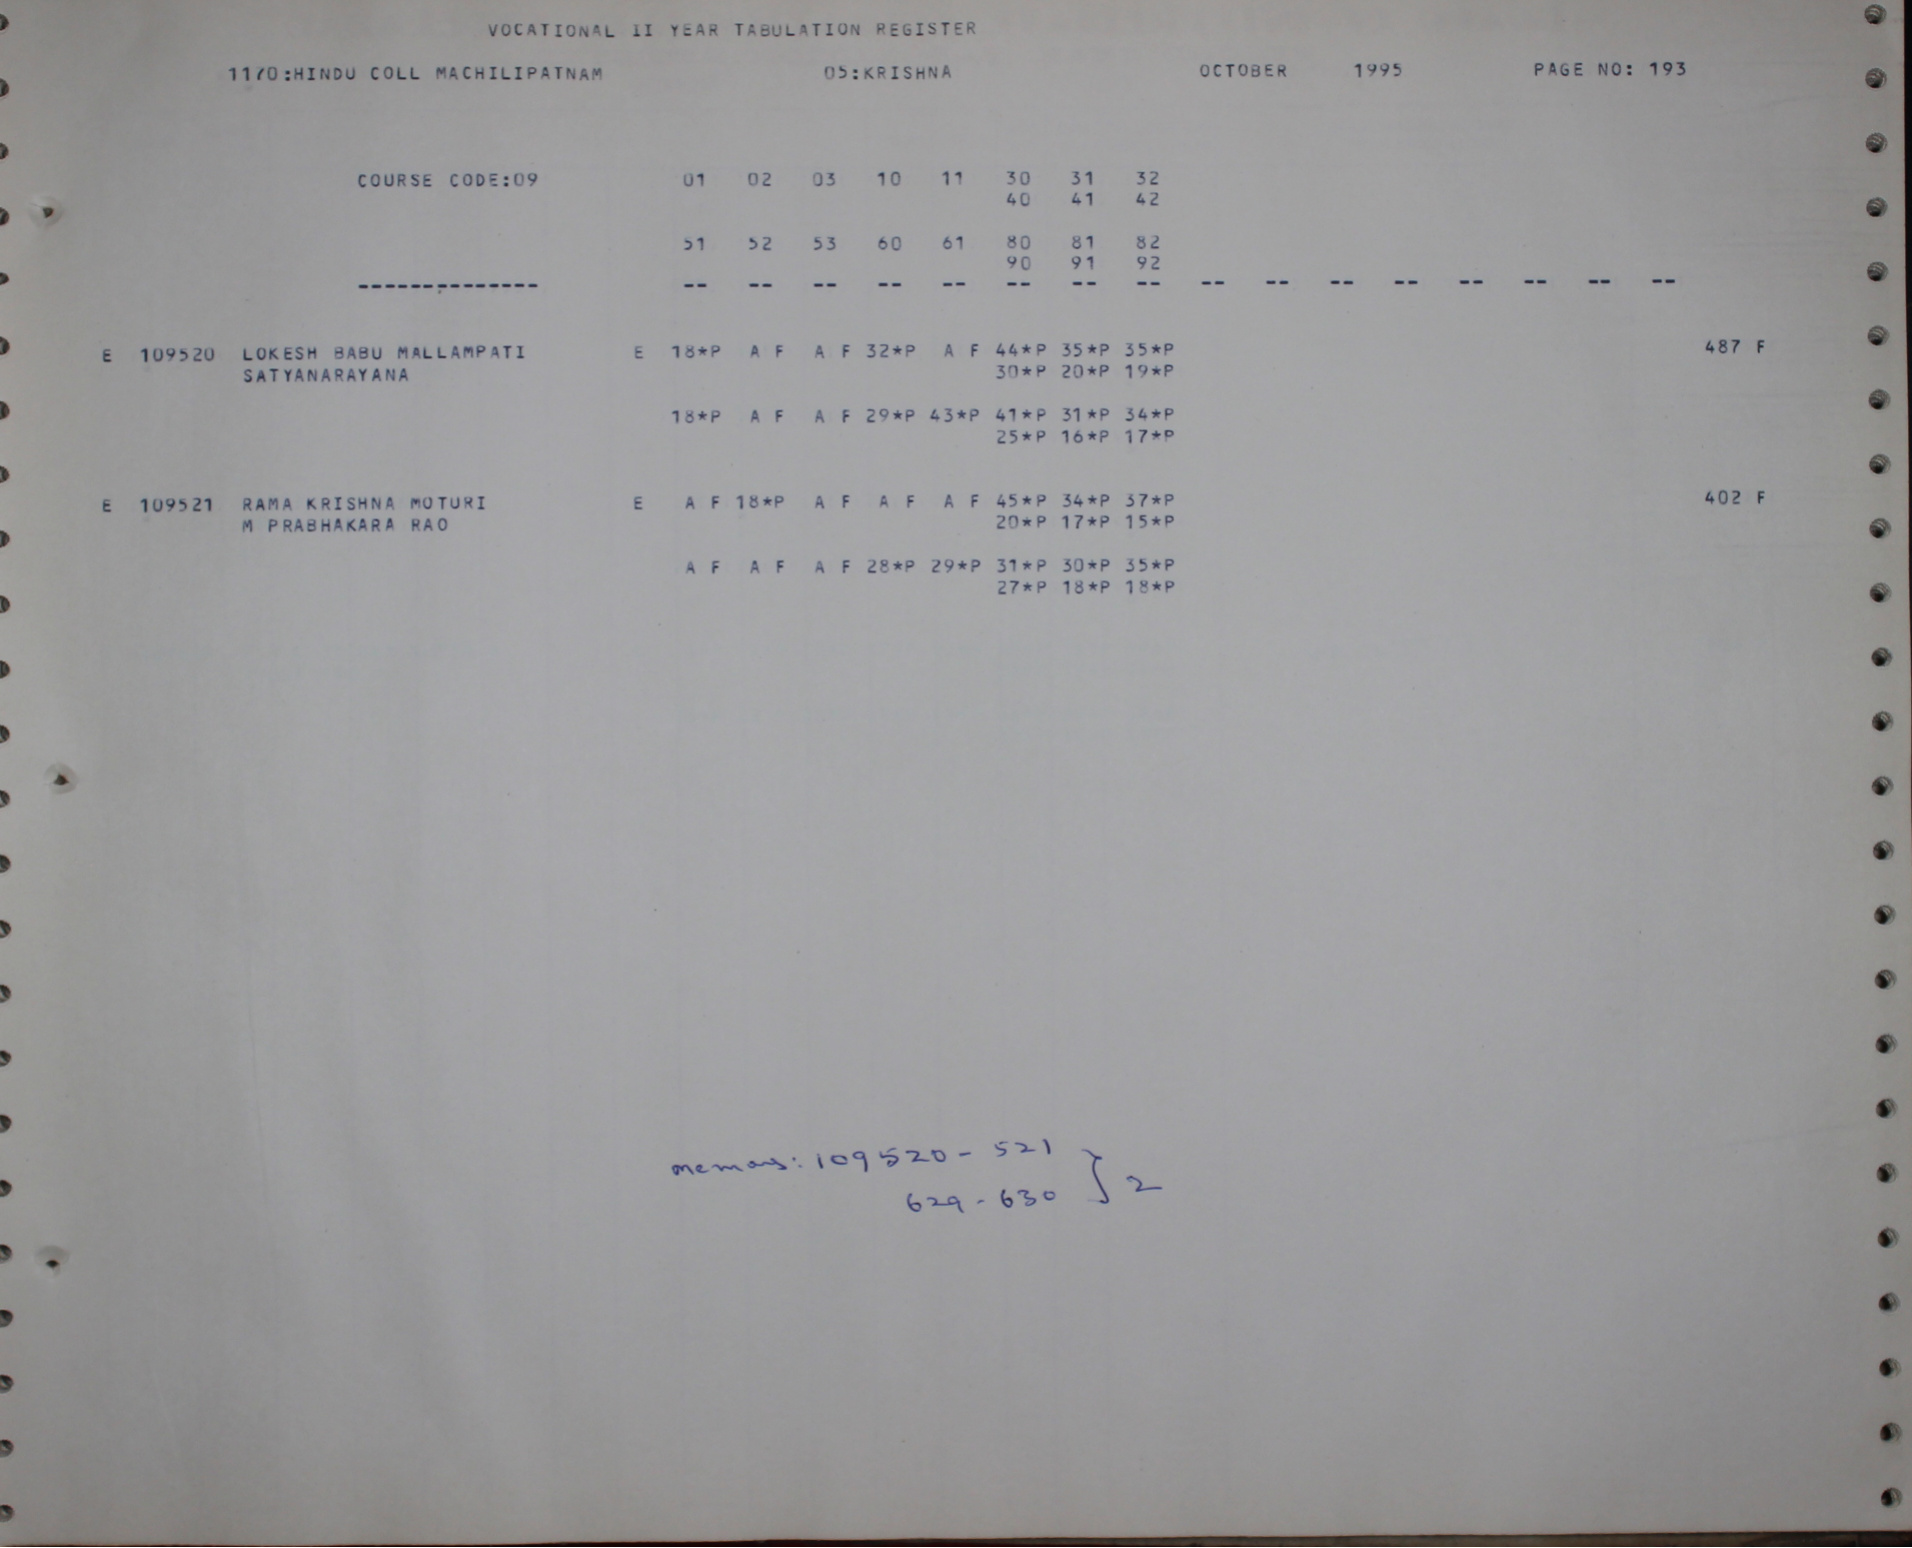 VOCATIONAL II YEAR TABULATION REGISTER
1170:HINDU COLL MACHILIPATNAM 05:KRISHNA OCTOBER 1995 PAGE NO: 193
COURSE CODE:09 01 02 03 10 11 30 31 32
40 41 42
51 52 53 60 61 80 81 82
90 91 92
-------------- -- -- -- -- -- -- -- -- -- -- -- -- -- -- -- --
E 109520 LOKESH BABU MALLAMPATI E 18*P A F A F 32*P A F 44*P 35*P 35*P 487 F
SATYANARAYANA 30*P 20*P 19*P
18*P A F A F 29*P 43*P 41*P 31*P 34*P
25*P 16*P 17*P
E 109521 RAMA KRISHNA MOTURI E A F 18*P A F A F A F 45*P 34*P 37*P 402 F
M PRABHAKARA RAO 20*P 17*P 15*P
A F A F A F 28*P 29*P 31*P 30*P 35*P
27*P 18*P 18*P
memos: 109520 - 521
629 - 630 } 2